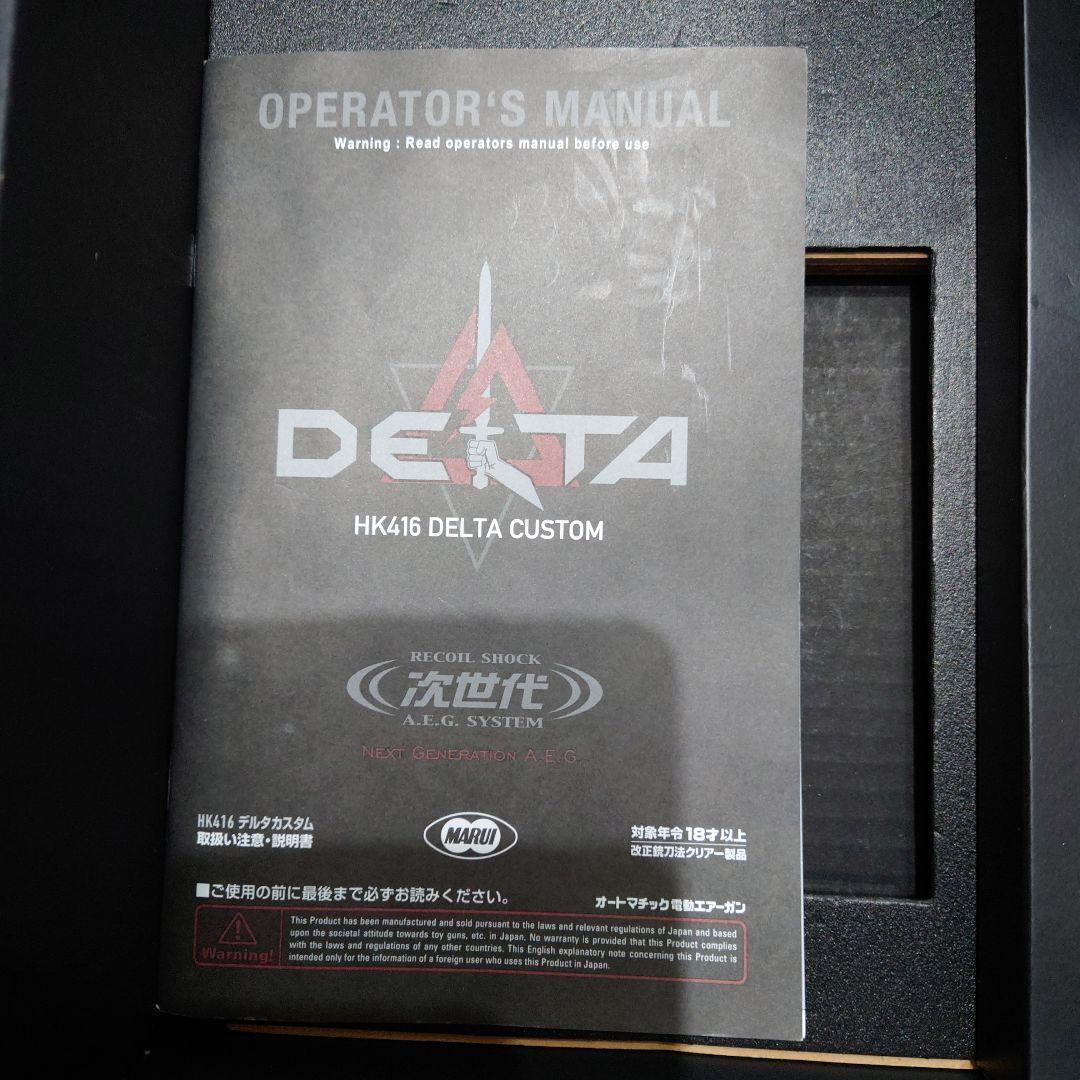 OPERATOR'S MANUAL
Warning : Read operators manual before use
DELTA
HK416 DELTA CUSTOM
RECOIL SHOCK
次世代
A.E.G. SYSTEM
NEXT GENERATION A.E.G.
HK416 デルタカスタム
取扱い注意・説明書
MARUI
対象年令18才以上
改正銃刀法クリアー製品
■ご使用の前に最後まで必ずお読みください。
オートマチック電動エアーガン
Warning!
This Product has been manufactured and sold pursuant to the laws and relevant regulations of Japan and based
upon the societal attitude towards toy guns, etc. in Japan. No warranty is provided that this Product complies
with the laws and regulations of any other countries. This English explanatory note concerning this Product is
intended only for the information of a foreign user who uses this Product in Japan.